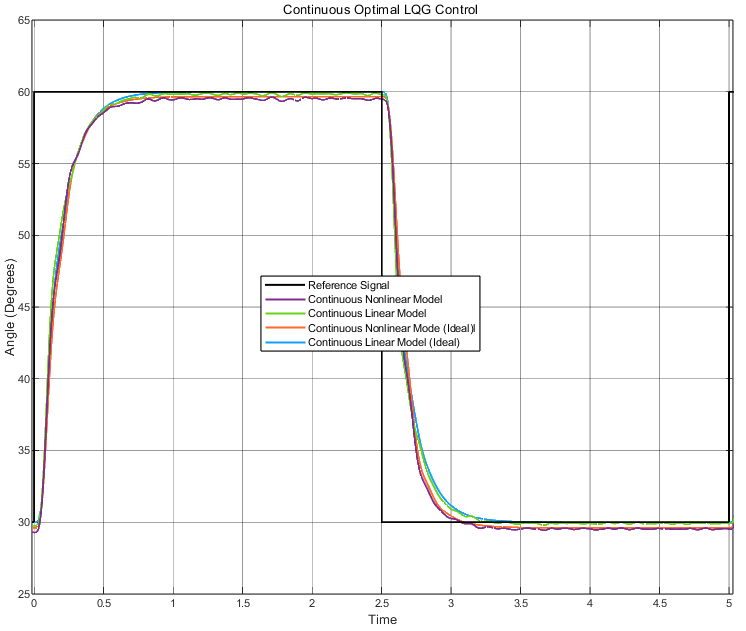 Continuous Optimal LQG Control
65
60
55
50
45
40
35
30
25
Angle (Degrees)
Reference Signal
Continuous Nonlinear Model
Continuous Linear Model
Continuous Nonlinear Mode (Ideal)l
Continuous Linear Model (Ideal)
0 0.5 1 1.5 2 2.5 3 3.5 4 4.5 5
Time